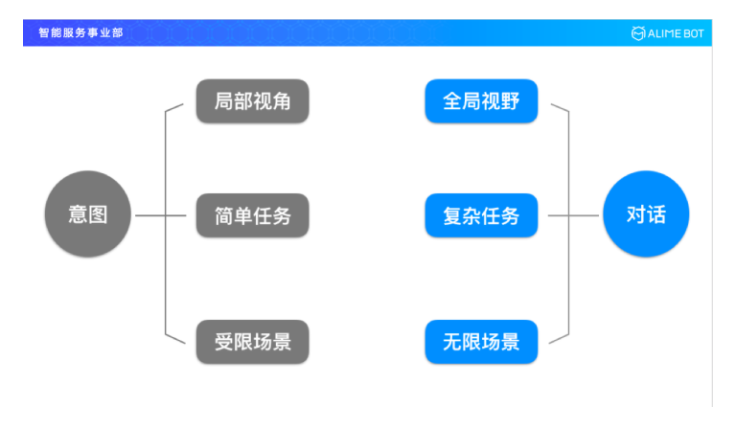 智能服务事业部
ALIME BOT
局部视角
全局视野
意图
简单任务
复杂任务
对话
受限场景
无限场景